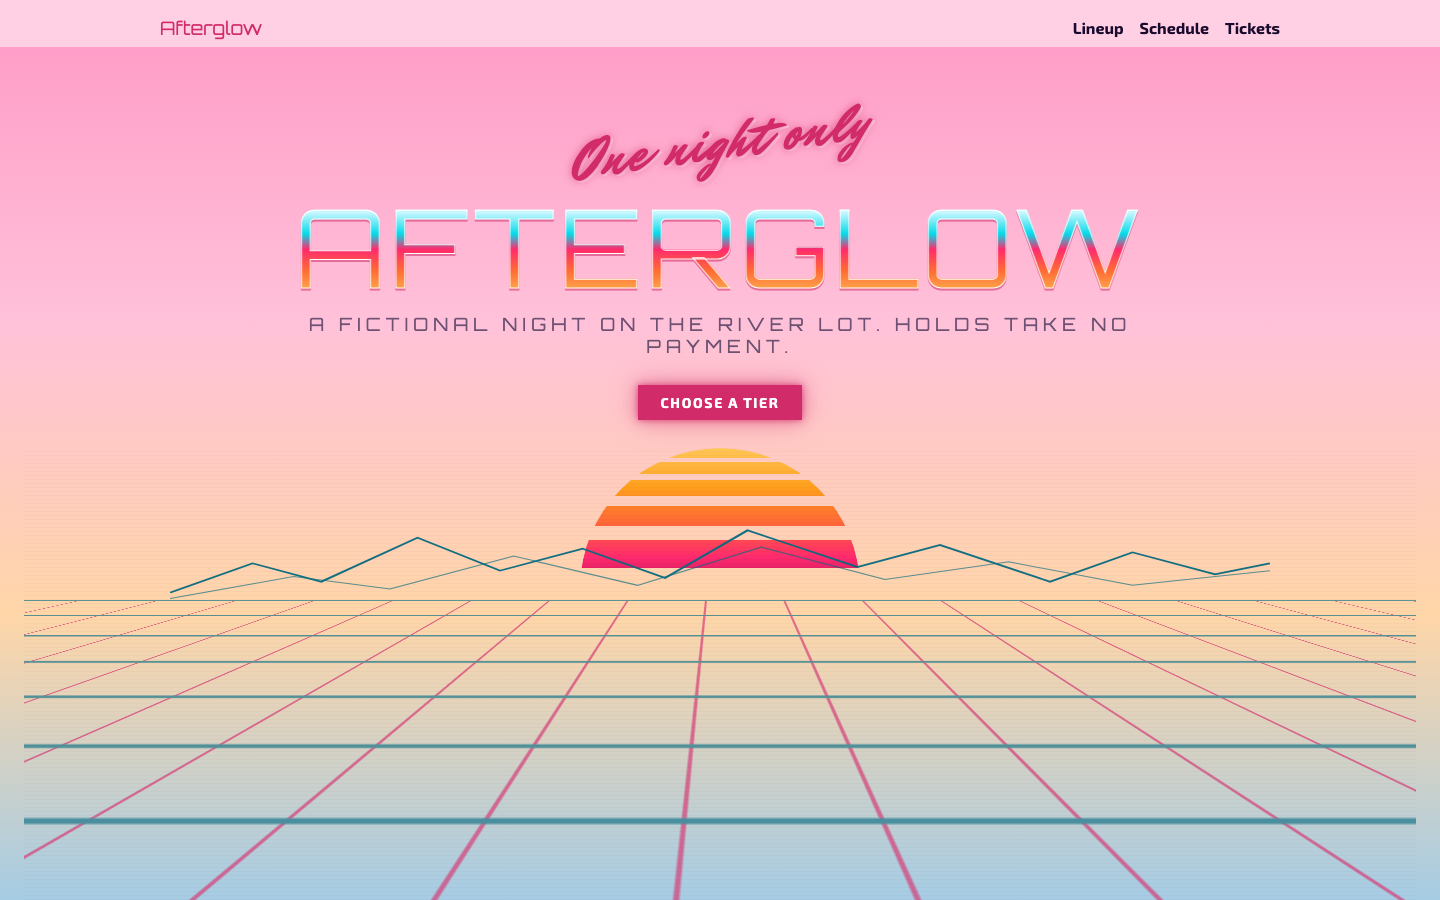 Afterglow
Lineup Schedule Tickets
One night only
AFTERGLOW
A FICTIONAL NIGHT ON THE RIVER LOT. HOLDS TAKE NO
PAYMENT.
CHOOSE A TIER